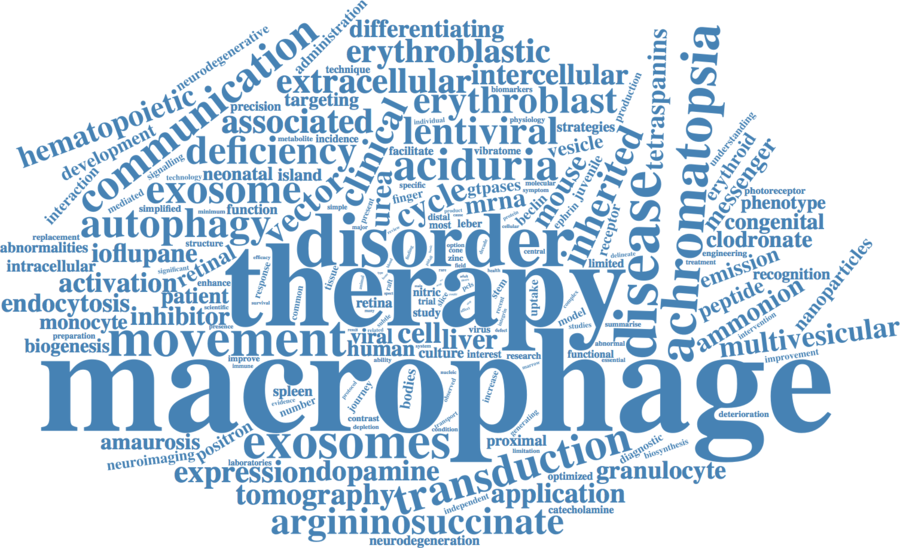 differentiating
administration
neurodegenerative
erythroblastic
communication
technique
extracellular
intercellular
biomarkers
hematopoietic
precision
targeting
erythroblast
production
tetraspanins
achromatopsia
associated
clinical
individual
physiology
development
metabolite
incidence
lentiviral
strategies
signalling
deficiency
facilitate
vibratome
vesicle
understanding
interaction
technology
neonatal
island
aciduria
inherited
erythroid
messenger
mediated
exosome
vector
urea
specific
finger
cycle
gtpases
molecular
symptom
mouse
juvenile
ephrin
simplified
minimum
function
simple
present
mrna
beclin
receptor
disease
photoreceptor
phenotype
autophagy
major
distal
most
leber
congenital
replacement
abnormalities
structure
disorder
option
cone
zinc
field
central
delineate
limited
clodronate
engineering
treatment
ioflupane
retinal
efficacy
response
tissue
intracellular
significant
therapy
emission
recognition
activation
enhance
survival
common
retina
nitric
trial
study
stem
uptake
complex
peptide
nanoparticles
endocytosis
patient
scientific
presence
inhibitor
model
studies
summarise
ammonion
intervention
monocyte
preparation
movement
viral
cell
virus
liver
multivesicular
biogenesis
human
system
culture
interest
research
functional
abnormal
essential
improvement
improve
immune
ability
macrophage
spleen
evidence
number
protocol
journey
bodies
observed
increase
contrast
depletion
transport
condition
generating
deterioration
amaurosis
positron
exosomes
proximal
limitation
transduction
diagnostic
biosynthesis
neuroimaging
laboratories
expression
dopamine
optimized
granulocyte
tomography
independent
application
catecholamine
argininosuccinate
neurodegeneration